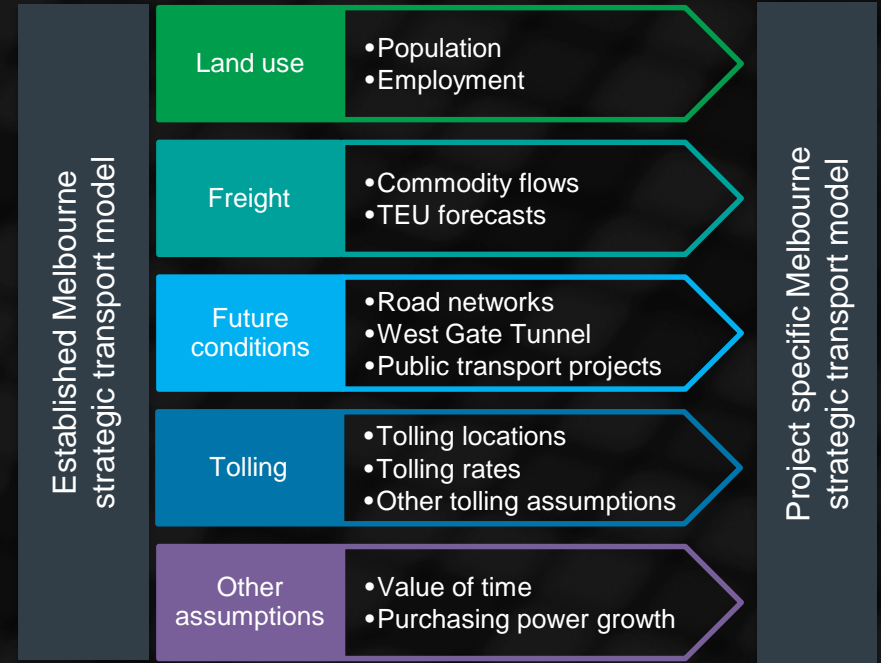 Established Melbourne
strategic transport model
Land use
•Population
•Employment
Freight
•Commodity flows
•TEU forecasts
Future
conditions
•Road networks
•West Gate Tunnel
•Public transport projects
Tolling
•Tolling locations
•Tolling rates
•Other tolling assumptions
Other
assumptions
•Value of time
•Purchasing power growth
Project specific Melbourne
strategic transport model